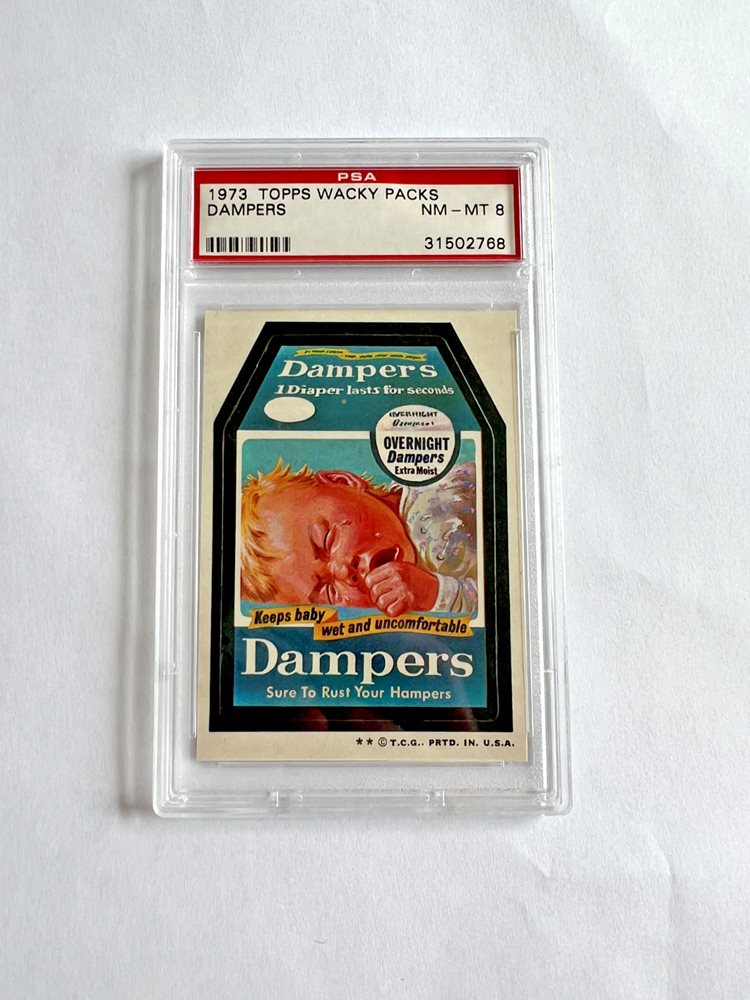 PSA
1973 TOPPS WACKY PACKS
DAMPERS NM-MT 8
31502768
Dampers
1 Diaper lasts for seconds
OVERNIGHT
OVERNIGHT
Dampers
Extra Moist
Keeps baby
wet and uncomfortable
Dampers
Sure To Rust Your Hampers
** © T.C.G.. PRTD. IN. U.S.A.